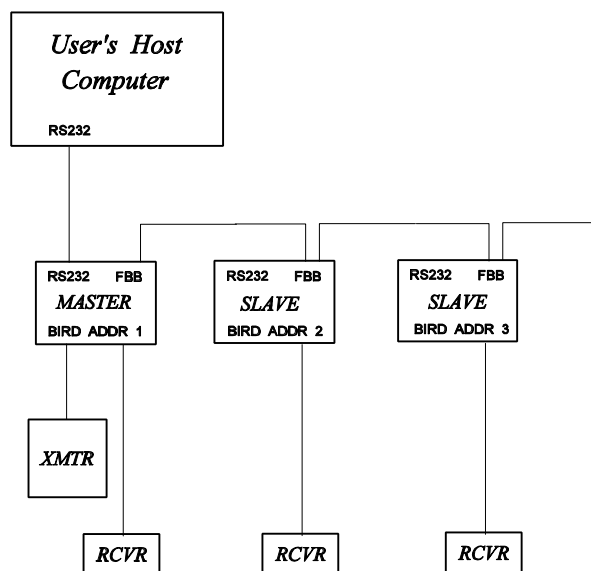 User's Host
Computer
RS232
RS232 FBB
MASTER
BIRD ADDR 1
RS232 FBB
SLAVE
BIRD ADDR 2
RS232 FBB
SLAVE
BIRD ADDR 3
XMTR
RCVR
RCVR
RCVR